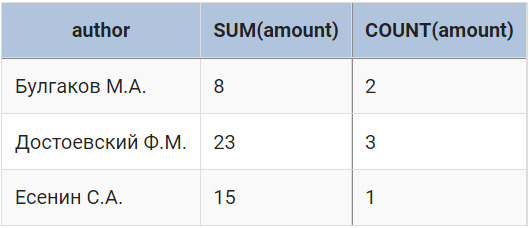 author SUM(amount) COUNT(amount)
Булгаков М.А. 8 2
Достоевский Ф.М. 23 3
Есенин С.А. 15 1